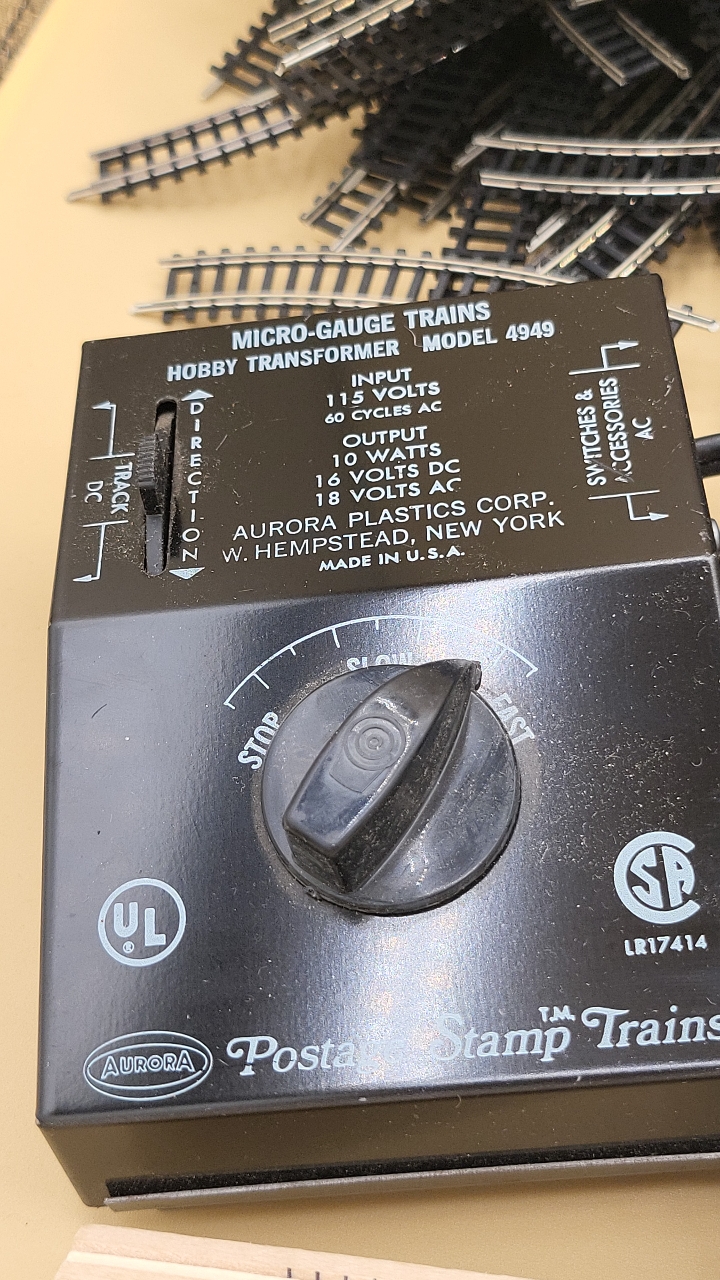 MICRO-GAUGE TRAINS
HOBBY TRANSFORMER MODEL 4949
INPUT
115 VOLTS
60 CYCLES AC
OUTPUT
10 WATTS
16 VOLTS DC
18 VOLTS AC
AURORA PLASTICS CORP.
W. HEMPSTEAD, NEW YORK
MADE IN U.S.A.
TRACK
DC
DIRECTION
SWITCHES &
ACCESSORIES
AC
STOP
SLOW
FAST
UL
®
SA
LR17414
AURORA
Postage Stamp T.M. Trains